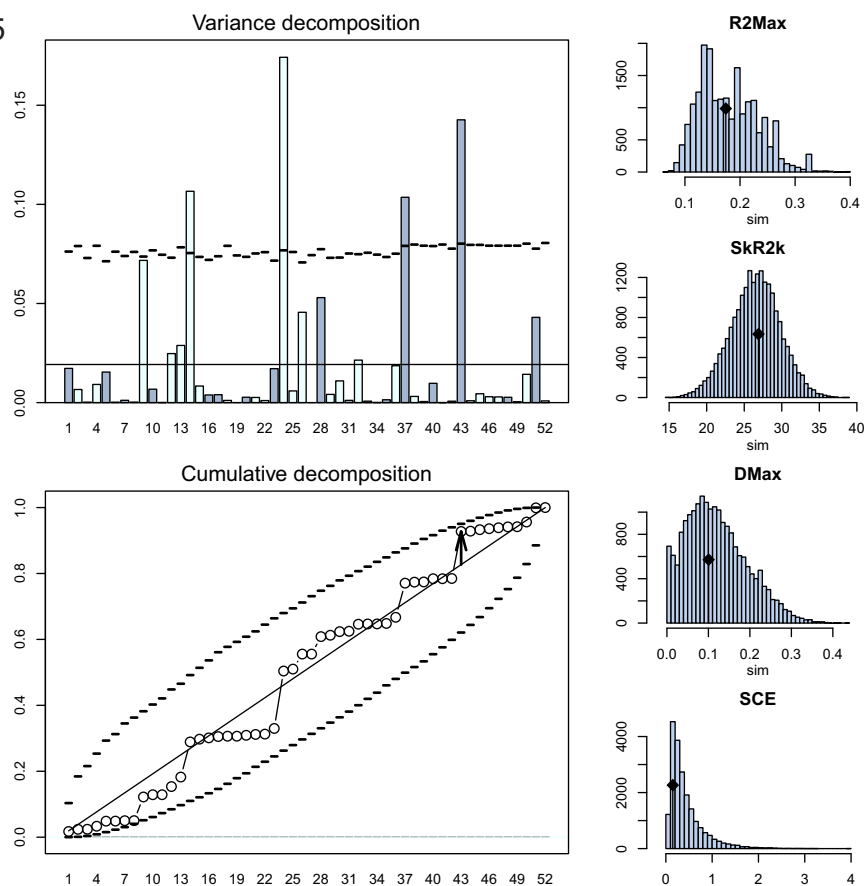 5
Variance decomposition
0.15
0.10
0.05
0.00
1 4 7 10 13 16 19 22 25 28 31 34 37 40 43 46 49 52
Cumulative decomposition
1.0
0.8
0.6
0.4
0.2
0.0
1 4 7 10 13 16 19 22 25 28 31 34 37 40 43 46 49 52
R2Max
1500
500
0
0.1 0.2 0.3 0.4
sim
SkR2k
1200
800
400
0
15 20 25 30 35 40
sim
DMax
800
400
0
0.0 0.1 0.2 0.3 0.4
sim
SCE
4000
2000
0
0 1 2 3 4